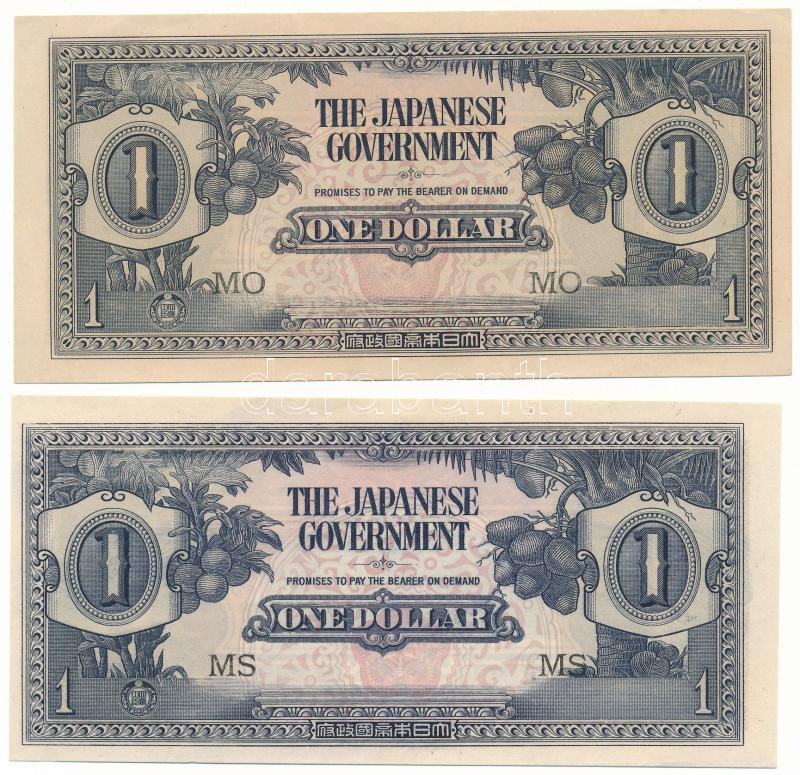 THE JAPANESE
GOVERNMENT
1
1
PROMISES TO PAY THE BEARER ON DEMAND
ONE DOLLAR
MO
MO
1
1
府政國帝本日大
darabanth
THE JAPANESE
GOVERNMENT
1
1
PROMISES TO PAY THE BEARER ON DEMAND
ONE DOLLAR
MS
MS
1
1
府政國帝本日大